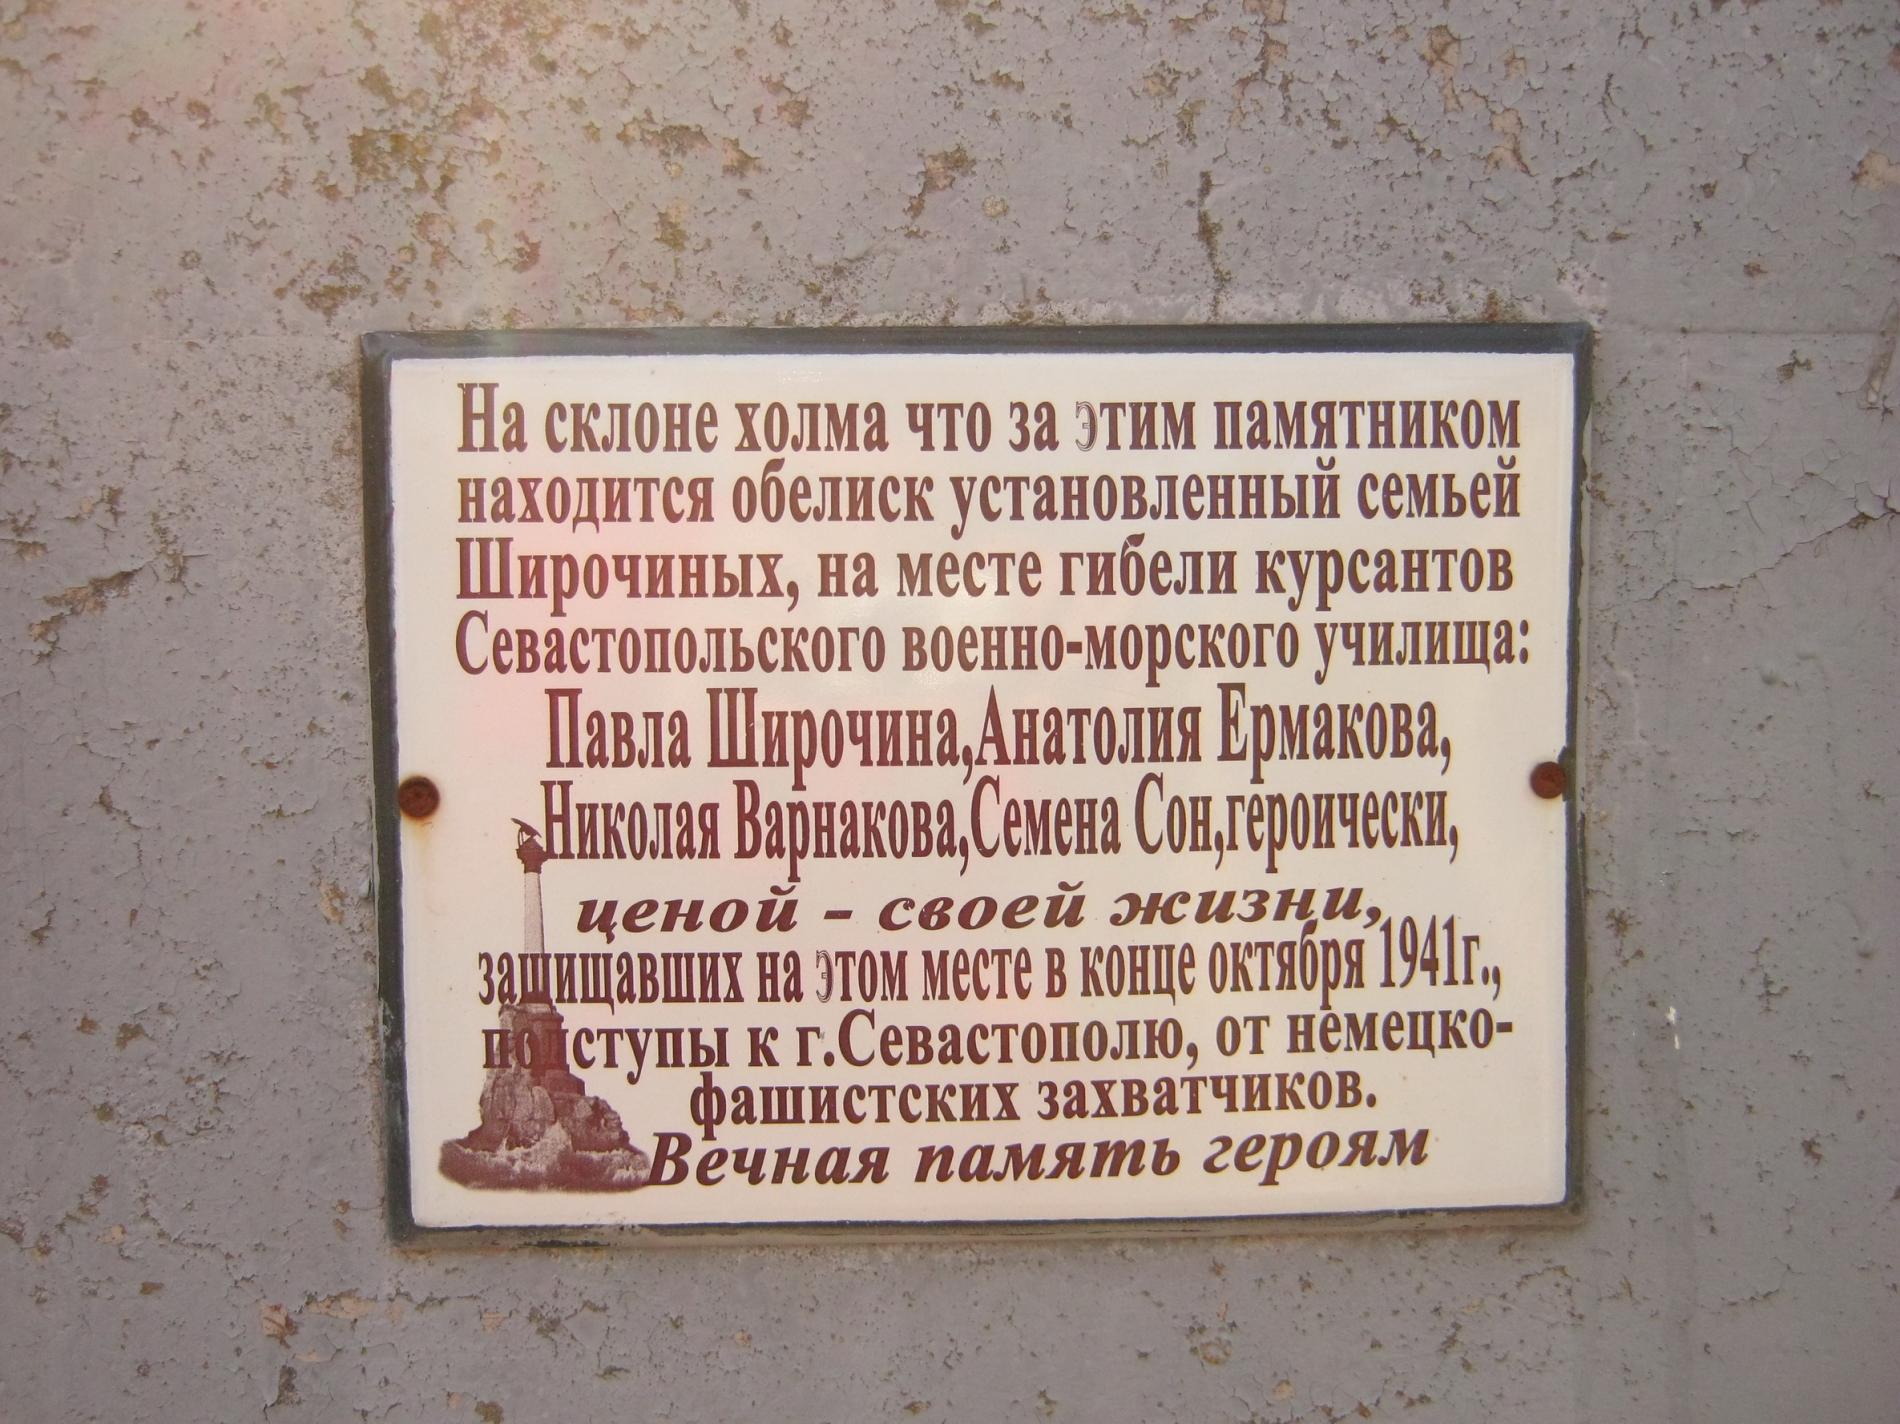 На склоне холма что за этим памятником
находится обелиск установленный семьей
Широчиных, на месте гибели курсантов
Севастопольского военно-морского училища:
Павла Широчина,Анатолия Ермакова,
Николая Варнакова,Семена Сон,героически,
ценой – своей жизни,
защищавших на этом месте в конце октября 1941г.,
подступы к г.Севастополю, от немецко-
фашистских захватчиков.
Вечная память героям